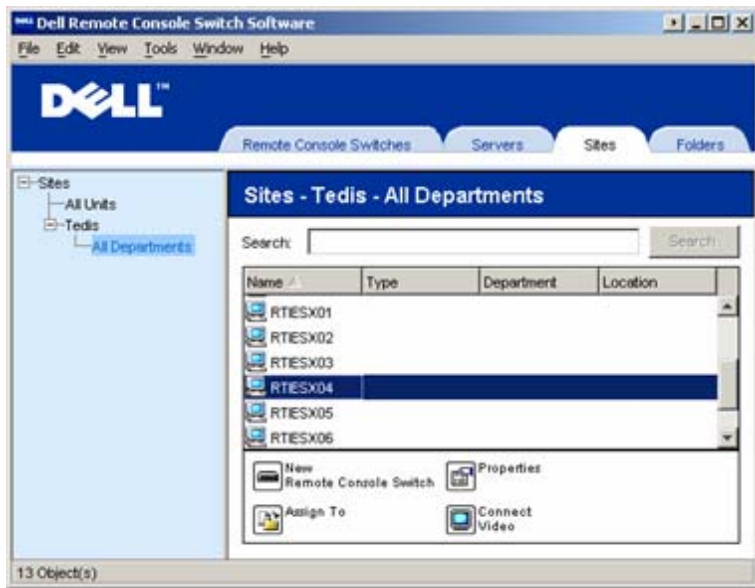 Dell Remote Console Switch Software
File Edit View Tools Window Help
DELL™
Remote Console Switches Servers Sites Folders
Sites
All Units
Tedis
All Departments
Sites - Tedis - All Departments
Search: Search
Name Type Department Location
RTIESX01
RTIESX02
RTIESX03
RTIESX04
RTIESX05
RTIESX06
New
Remote Console Switch
Properties
Assign To
Connect
Video
13 Object(s)